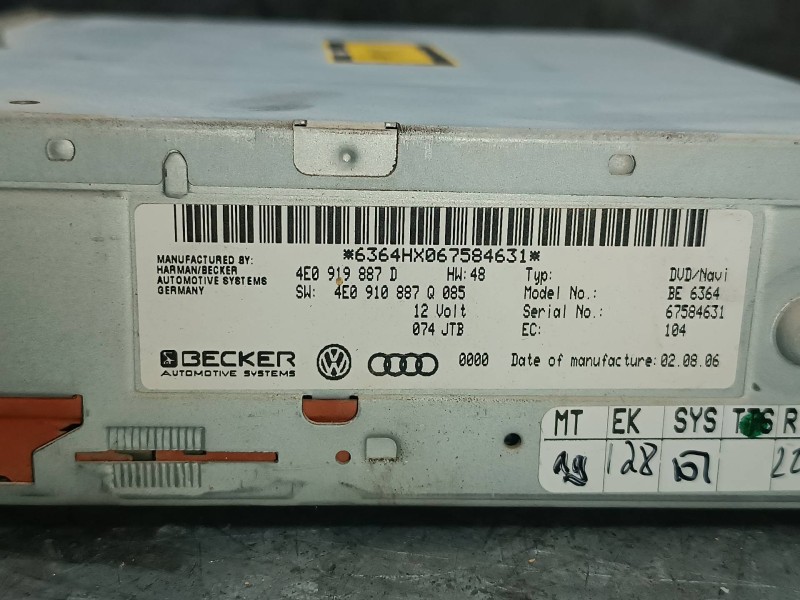 *6364HX067584631*
MANUFACTURED BY:
HARMAN/BECKER
AUTOMOTIVE SYSTEMS
GERMANY
4E0 919 887 D HW:48
SW: 4E0 910 887 Q 085
12 Volt
074 JTB
Typ: DVD/Navi
Model No.: BE 6364
Serial No.: 67584631
EC: 104
BECKER
AUTOMOTIVE SYSTEMS
0000 Date of manufacture: 02.08.06
MT EK SYS
128